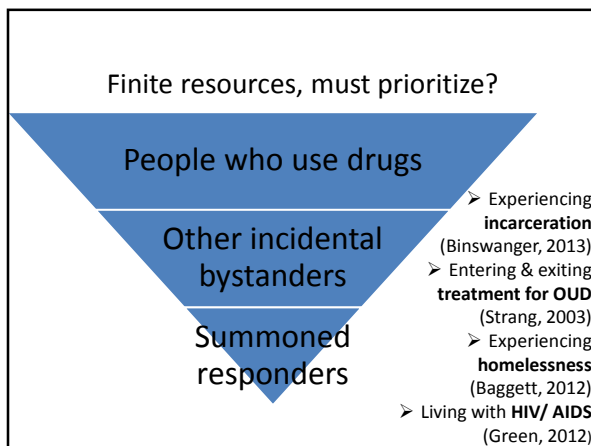 Finite resources, must prioritize?
People who use drugs
Other incidental
bystanders
Summoned
responders
➢ Experiencing
incarceration
(Binswanger, 2013)
➢ Entering & exiting
treatment for OUD
(Strang, 2003)
➢ Experiencing
homelessness
(Baggett, 2012)
➢ Living with HIV/ AIDS
(Green, 2012)